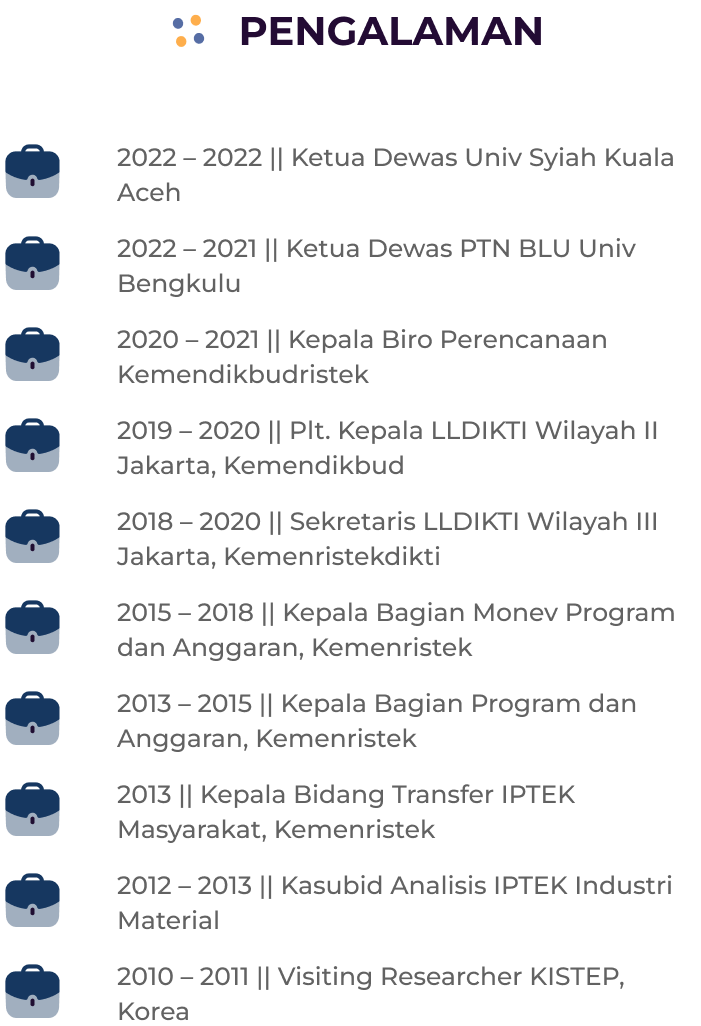 PENGALAMAN
2022 – 2022 || Ketua Dewas Univ Syiah Kuala
Aceh
2022 – 2021 || Ketua Dewas PTN BLU Univ
Bengkulu
2020 – 2021 || Kepala Biro Perencanaan
Kemendikbudristek
2019 – 2020 || Plt. Kepala LLDIKTI Wilayah II
Jakarta, Kemendikbud
2018 – 2020 || Sekretaris LLDIKTI Wilayah III
Jakarta, Kemenristekdikti
2015 – 2018 || Kepala Bagian Monev Program
dan Anggaran, Kemenristek
2013 – 2015 || Kepala Bagian Program dan
Anggaran, Kemenristek
2013 || Kepala Bidang Transfer IPTEK
Masyarakat, Kemenristek
2012 – 2013 || Kasubid Analisis IPTEK Industri
Material
2010 – 2011 || Visiting Researcher KISTEP,
Korea